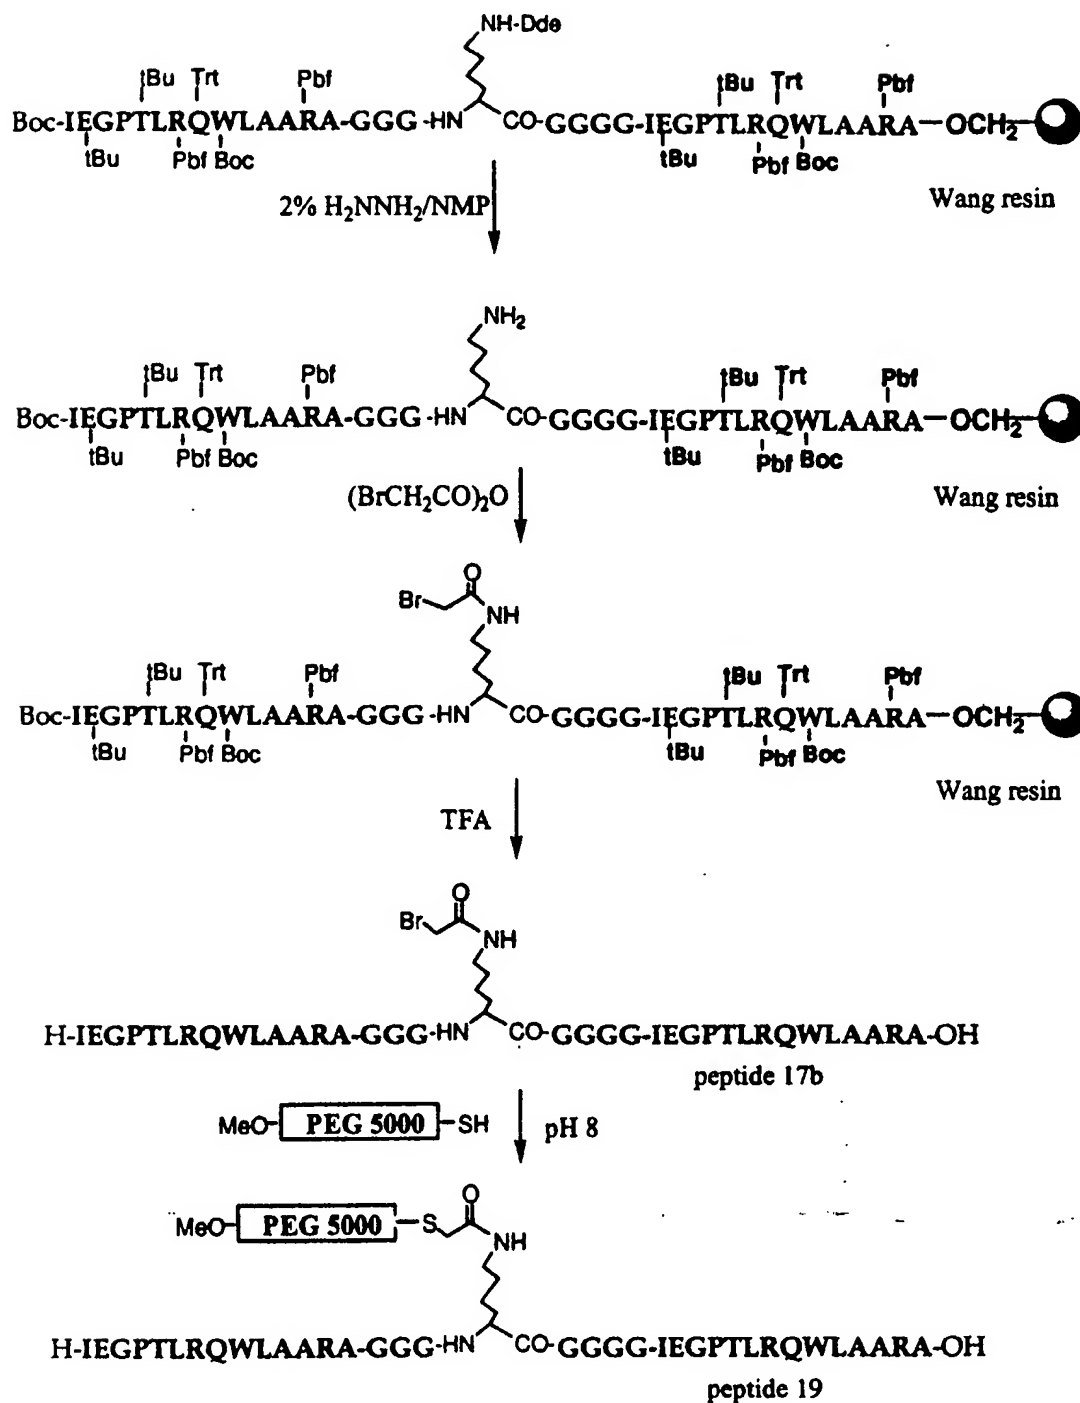 NH-Dde
tBu Trt Pbf tBu Trt Pbf
Boc-IEGPTLRQWLAARA-GGG-HN CO-GGGG-IEGPTLRQWLAARA-OCH₂
tBu Pbf Boc tBu Pbf Boc
Wang resin
2% H₂NNH₂/NMP
NH₂
tBu Trt Pbf tBu Trt Pbf
Boc-IEGPTLRQWLAARA-GGG-HN CO-GGGG-IEGPTLRQWLAARA-OCH₂
tBu Pbf Boc tBu Pbf Boc
Wang resin
(BrCH₂CO)₂O
O
Br NH
tBu Trt Pbf tBu Trt Pbf
Boc-IEGPTLRQWLAARA-GGG-HN CO-GGGG-IEGPTLRQWLAARA-OCH₂
tBu Pbf Boc tBu Pbf Boc
Wang resin
TFA
O
Br NH
H-IEGPTLRQWLAARA-GGG-HN CO-GGGG-IEGPTLRQWLAARA-OH
peptide 17b
MeO-PEG 5000-SH pH 8
O
MeO-PEG 5000-S NH
H-IEGPTLRQWLAARA-GGG-HN CO-GGGG-IEGPTLRQWLAARA-OH
peptide 19